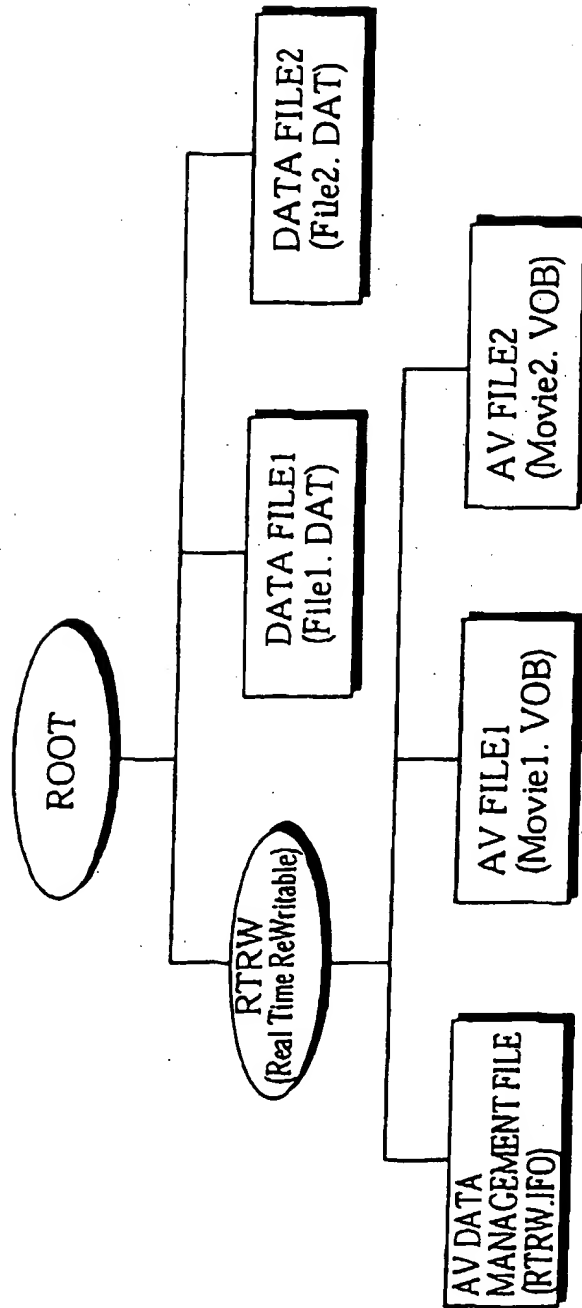 ROOT
RTRW
(Real Time ReWritable)
DATA FILE1
(File1. DAT)
DATA FILE2
(File2. DAT)
AV DATA
MANAGEMENT FILE
(RTRW.IFO)
AV FILE1
(Movie1. VOB)
AV FILE2
(Movie2. VOB)